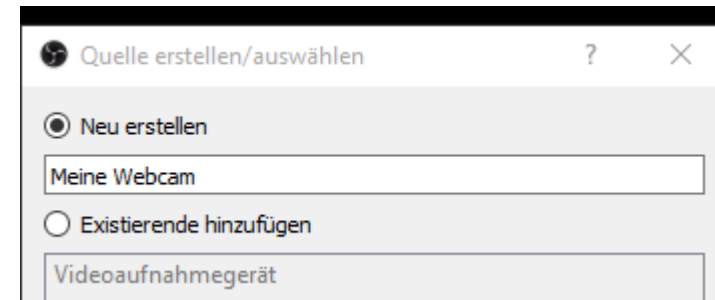 Quelle erstellen/auswählen
Neu erstellen
Meine Webcam
Existierende hinzufügen
Videoaufnahmegerät